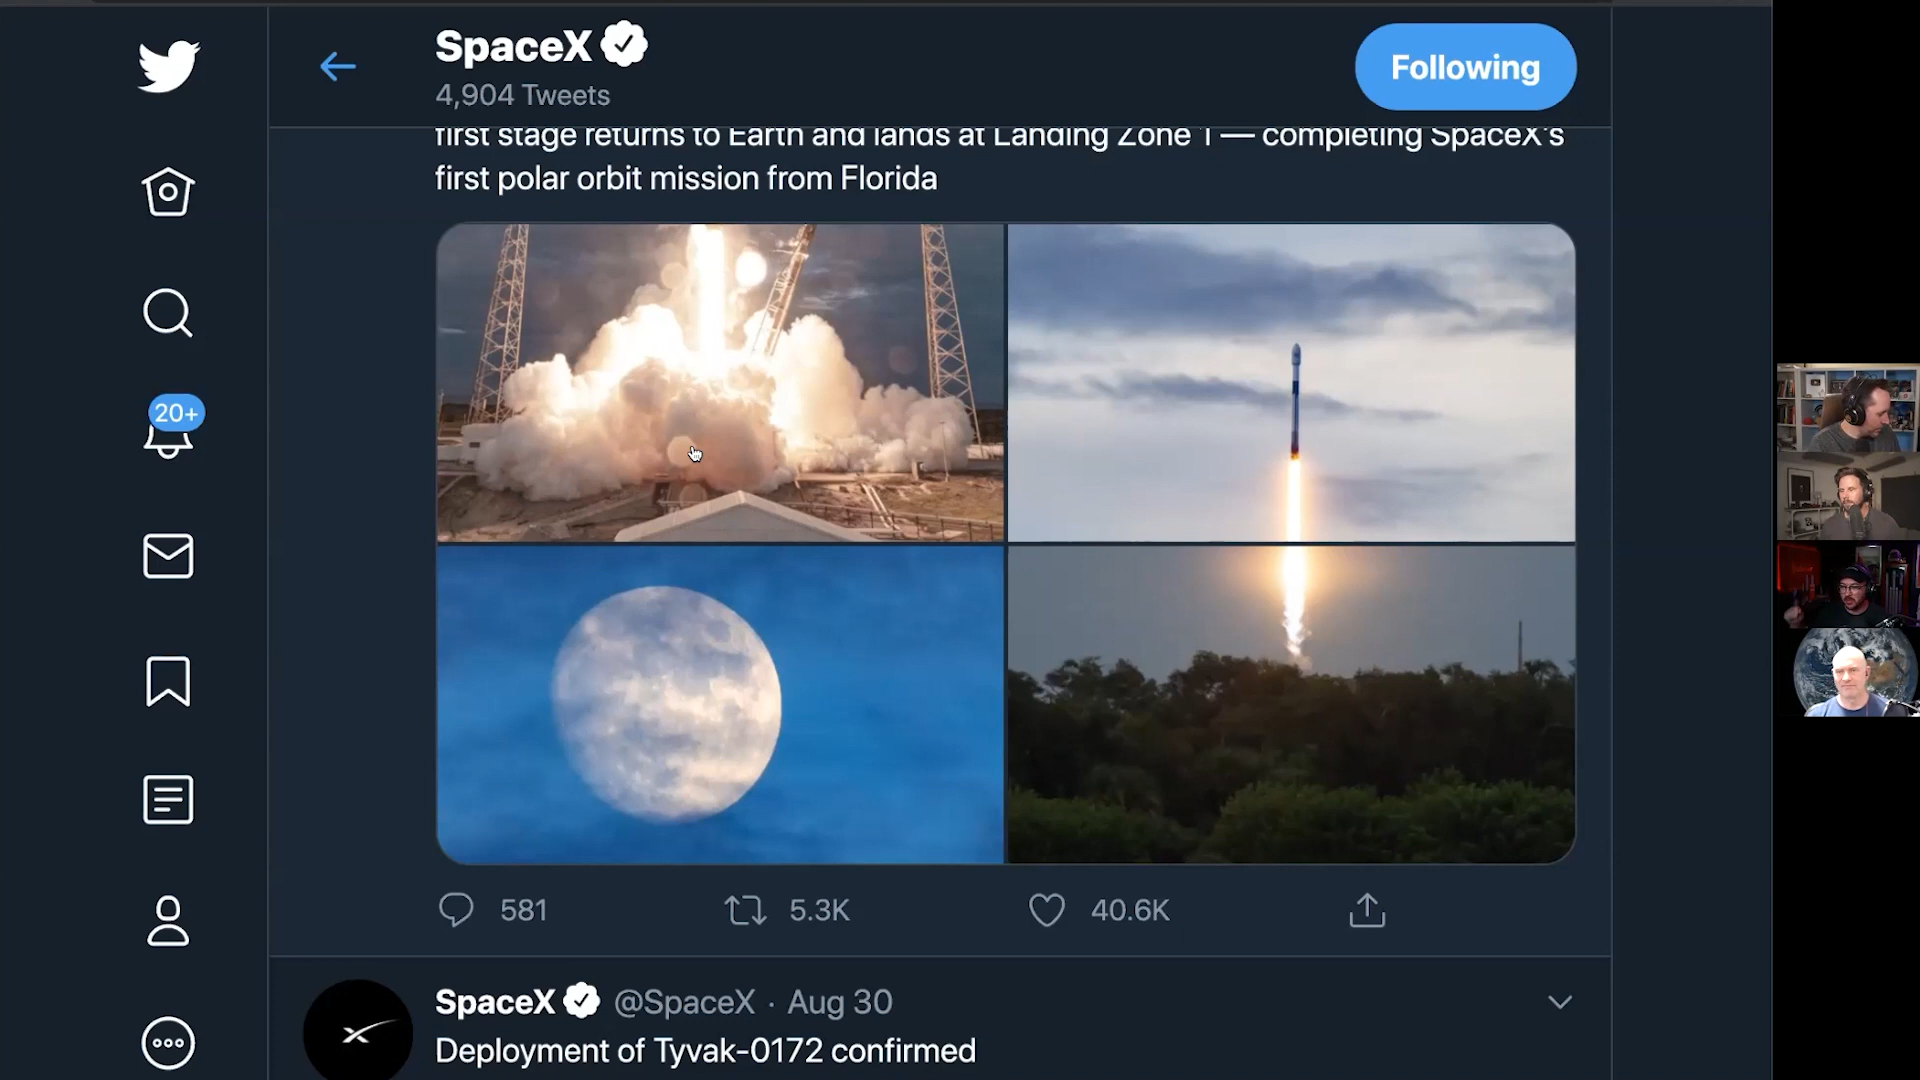 SpaceX
4,904 Tweets
Following
first stage returns to Earth and lands at Landing Zone 1 — completing SpaceX's
first polar orbit mission from Florida
20+
581
5.3K
40.6K
SpaceX @SpaceX · Aug 30
Deployment of Tyvak-0172 confirmed